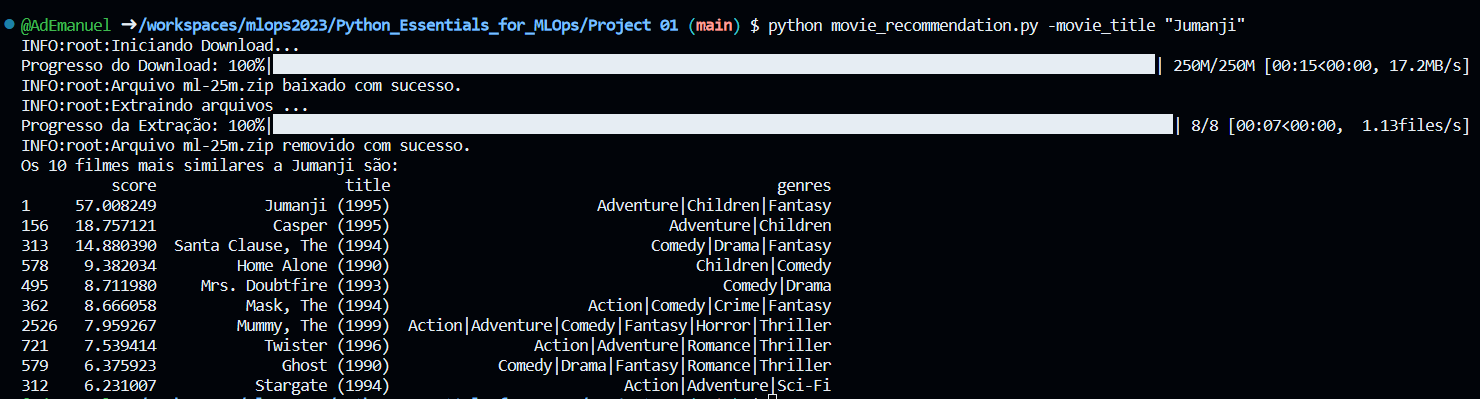 @AdEmanuel ➜/workspaces/mlops2023/Python_Essentials_for_MLOps/Project 01 (main) $ python movie_recommendation.py -movie_title "Jumanji"
INFO:root:Iniciando Download...
Progresso do Download: 100%| | 250M/250M [00:15<00:00, 17.2MB/s]
INFO:root:Arquivo ml-25m.zip baixado com sucesso.
INFO:root:Extraindo arquivos ...
Progresso da Extração: 100%| | 8/8 [00:07<00:00,  1.13files/s]
INFO:root:Arquivo ml-25m.zip removido com sucesso.
Os 10 filmes mais similares a Jumanji são:
score title genres
1 57.008249 Jumanji (1995) Adventure|Children|Fantasy
156 18.757121 Casper (1995) Adventure|Children
313 14.880390 Santa Clause, The (1994) Comedy|Drama|Fantasy
578 9.382034 Home Alone (1990) Children|Comedy
495 8.711980 Mrs. Doubtfire (1993) Comedy|Drama
362 8.666058 Mask, The (1994) Action|Comedy|Crime|Fantasy
2526 7.959267 Mummy, The (1999) Action|Adventure|Comedy|Fantasy|Horror|Thriller
721 7.539414 Twister (1996) Action|Adventure|Romance|Thriller
579 6.375923 Ghost (1990) Comedy|Drama|Fantasy|Romance|Thriller
312 6.231007 Stargate (1994) Action|Adventure|Sci-Fi